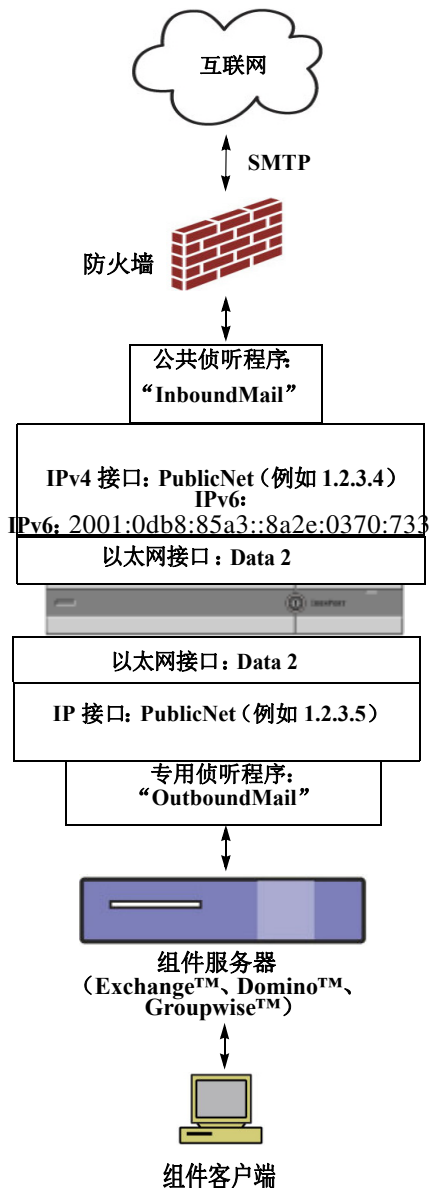 互联网
SMTP
防火墙
公共侦听程序:
“InboundMail”
IPv4 接口: PublicNet（例如 1.2.3.4）
IPv6:
IPv6: 2001:0db8:85a3::8a2e:0370:733
以太网接口: Data 2
IRONPORT
以太网接口: Data 2
IP 接口: PublicNet（例如 1.2.3.5）
专用侦听程序:
“OutboundMail”
组件服务器
（Exchange™、Domino™、
Groupwise™）
组件客户端